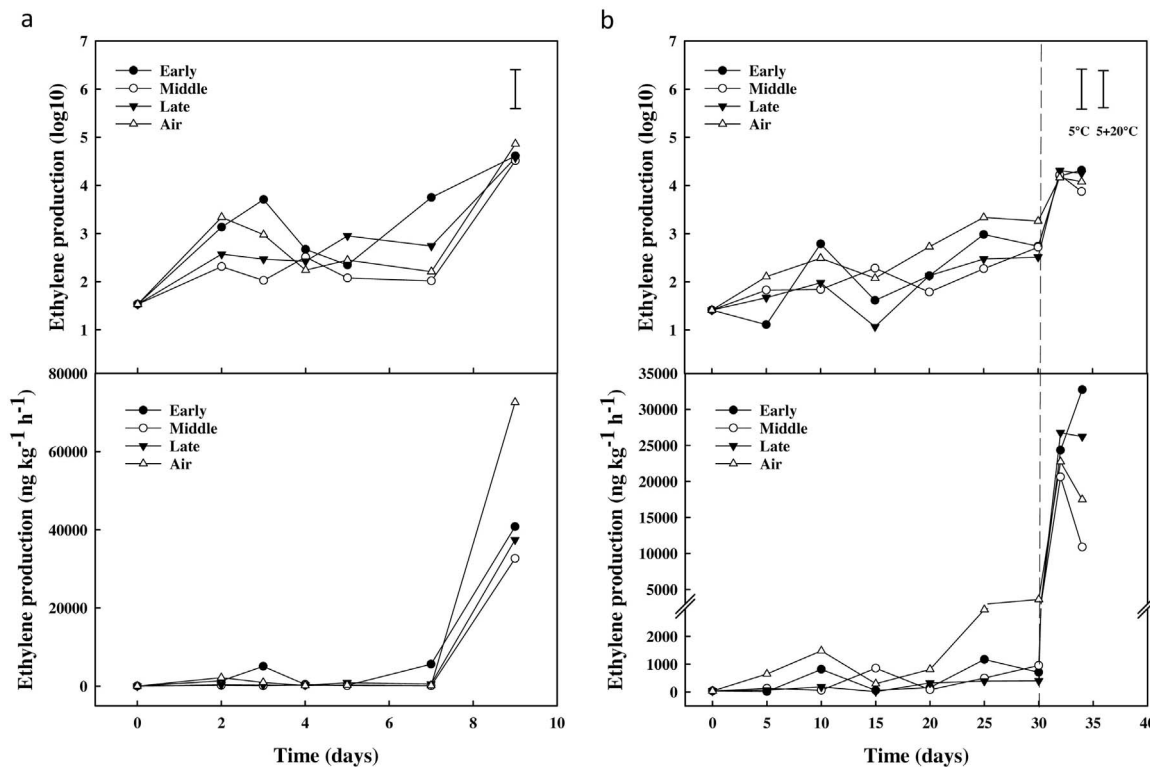 a
b
Ethylene production (log10)
7
6
5
4
3
2
1
Early
Middle
Late
Air
Ethylene production (log10)
7
6
5
4
3
2
1
Early
Middle
Late
Air
5°C 5+20°C
Ethylene production (ng kg⁻¹ h⁻¹)
80000
60000
40000
20000
0
Early
Middle
Late
Air
0 2 4 6 8 10
Time (days)
Ethylene production (ng kg⁻¹ h⁻¹)
35000
30000
25000
20000
15000
10000
5000
2000
1000
0
Early
Middle
Late
Air
0 5 10 15 20 25 30 35 40
Time (days)